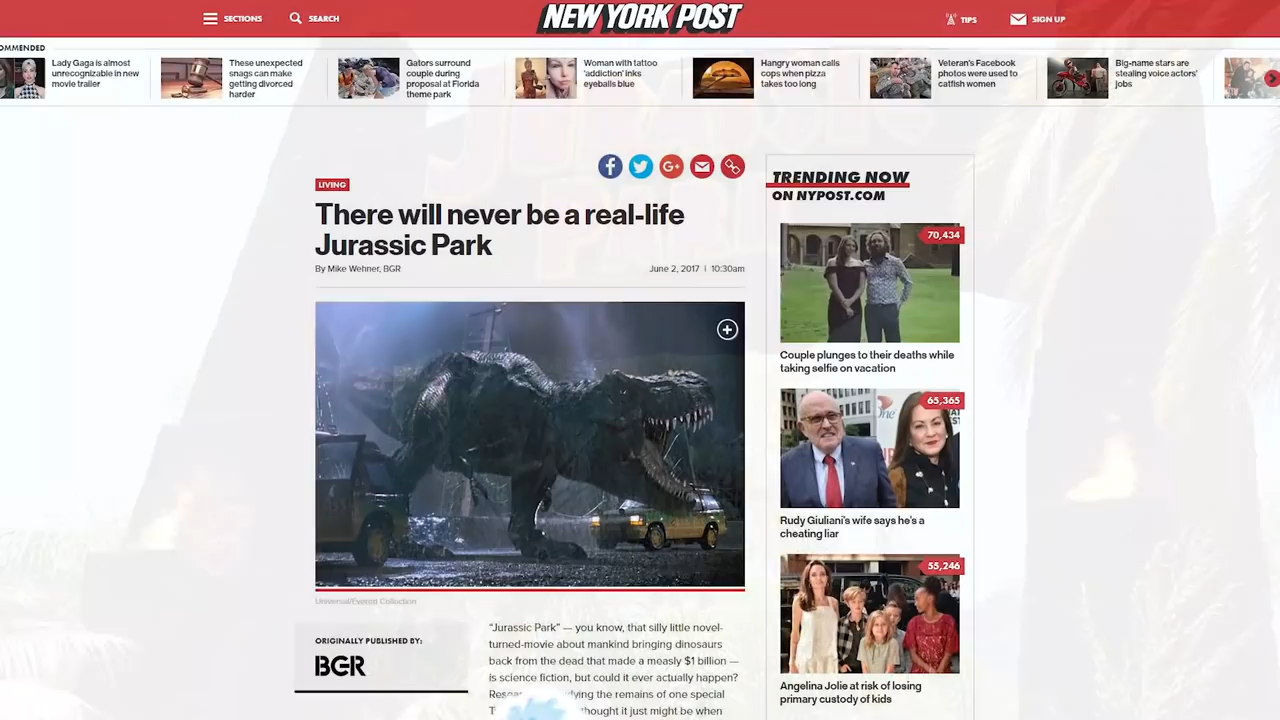 SECTIONS
SEARCH
NEW YORK POST
TIPS
SIGN UP
OMMENDED
Lady Gaga is almost
unrecognizable in new
movie trailer
These unexpected
snags can make
getting divorced
harder
Gators surround
couple during
proposal at Florida
theme park
Woman with tattoo
'addiction' inks
eyeballs blue
Hangry woman calls
cops when pizza
takes too long
Veteran's Facebook
photos were used to
catfish women
Big-name stars are
stealing voice actors'
jobs
LIVING
There will never be a real-life
Jurassic Park
By Mike Wehner, BGR
June 2, 2017 | 10:30am
Universal/Everett Collection
ORIGINALLY PUBLISHED BY:
BGR
"Jurassic Park" — you know, that silly little novel-
turned-movie about mankind bringing dinosaurs
back from the dead that made a measly $1 billion —
is science fiction, but could it ever actually happen?
the remains of one special
thought it just might be when
TRENDING NOW
ON NYPOST.COM
70,434
Couple plunges to their deaths while
taking selfie on vacation
65,365
Rudy Giuliani's wife says he's a
cheating liar
55,246
Angelina Jolie at risk of losing
primary custody of kids